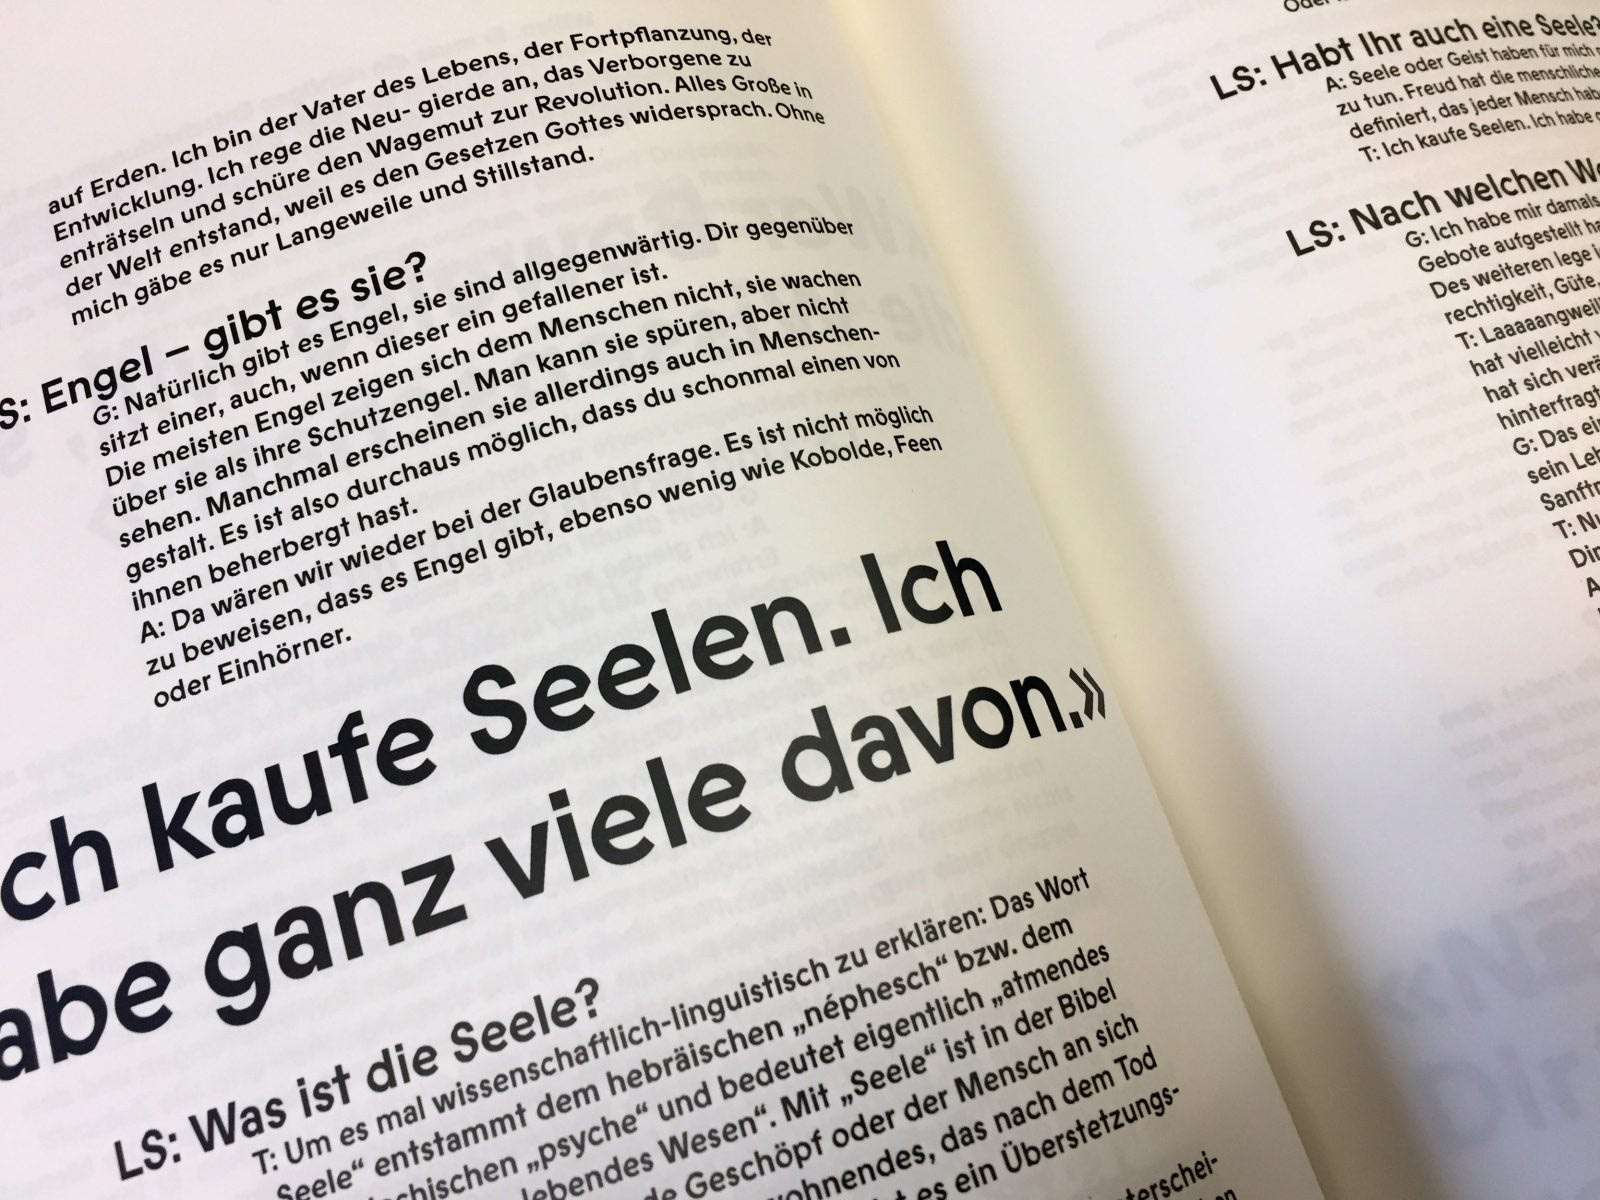 auf Erden. Ich bin der Vater des Lebens, der Fortpflanzung, der
Entwicklung. Ich rege die Neu- gierde an, das Verborgene zu
enträtseln und schüre den Wagemut zur Revolution. Alles Große in
der Welt entstand, weil es den Gesetzen Gottes widersprach. Ohne
mich gäbe es nur Langeweile und Stillstand.
S: Engel – gibt es sie?
G: Natürlich gibt es Engel, sie sind allgegenwärtig. Dir gegenüber
sitzt einer, auch, wenn dieser ein gefallener ist.
Die meisten Engel zeigen sich dem Menschen nicht, sie wachen
über sie als ihre Schutzengel. Man kann sie spüren, aber nicht
sehen. Manchmal erscheinen sie allerdings auch in Menschen-
gestalt. Es ist also durchaus möglich, dass du schonmal einen von
ihnen beherbergt hast.
A: Da wären wir wieder bei der Glaubensfrage. Es ist nicht möglich
zu beweisen, dass es Engel gibt, ebenso wenig wie Kobolde, Feen
oder Einhörner.
ch kaufe Seelen. Ich
abe ganz viele davon.»
LS: Was ist die Seele?
T: Um es mal wissenschaftlich-linguistisch zu erklären: Das Wort
Seele“ entstammt dem hebräischen „néphesch“ bzw. dem
chischen „psyche“ und bedeutet eigentlich „atmendes
lebendes Wesen“. Mit „Seele“ ist in der Bibel
de Geschöpf oder der Mensch an sich
wohnendes, das nach dem Tod
es ein Überstetzungs-
terschei-
LS: Habt Ihr auch eine Seele?
A: Seele oder Geist haben für mich
zu tun. Freud hat die menschliche
definiert, das jeder Mensch hab
T: Ich kaufe Seelen. Ich habe
LS: Nach welchen We
G: Ich habe mir damals
Gebote aufgestellt ha
Des weiteren lege i
rechtigkeit, Güte,
T: Laaaaangweil
hat vielleicht
hat sich verä
hinterfragt
G: Das ei
sein Leb
Sanftm
T: Nu
Din
A